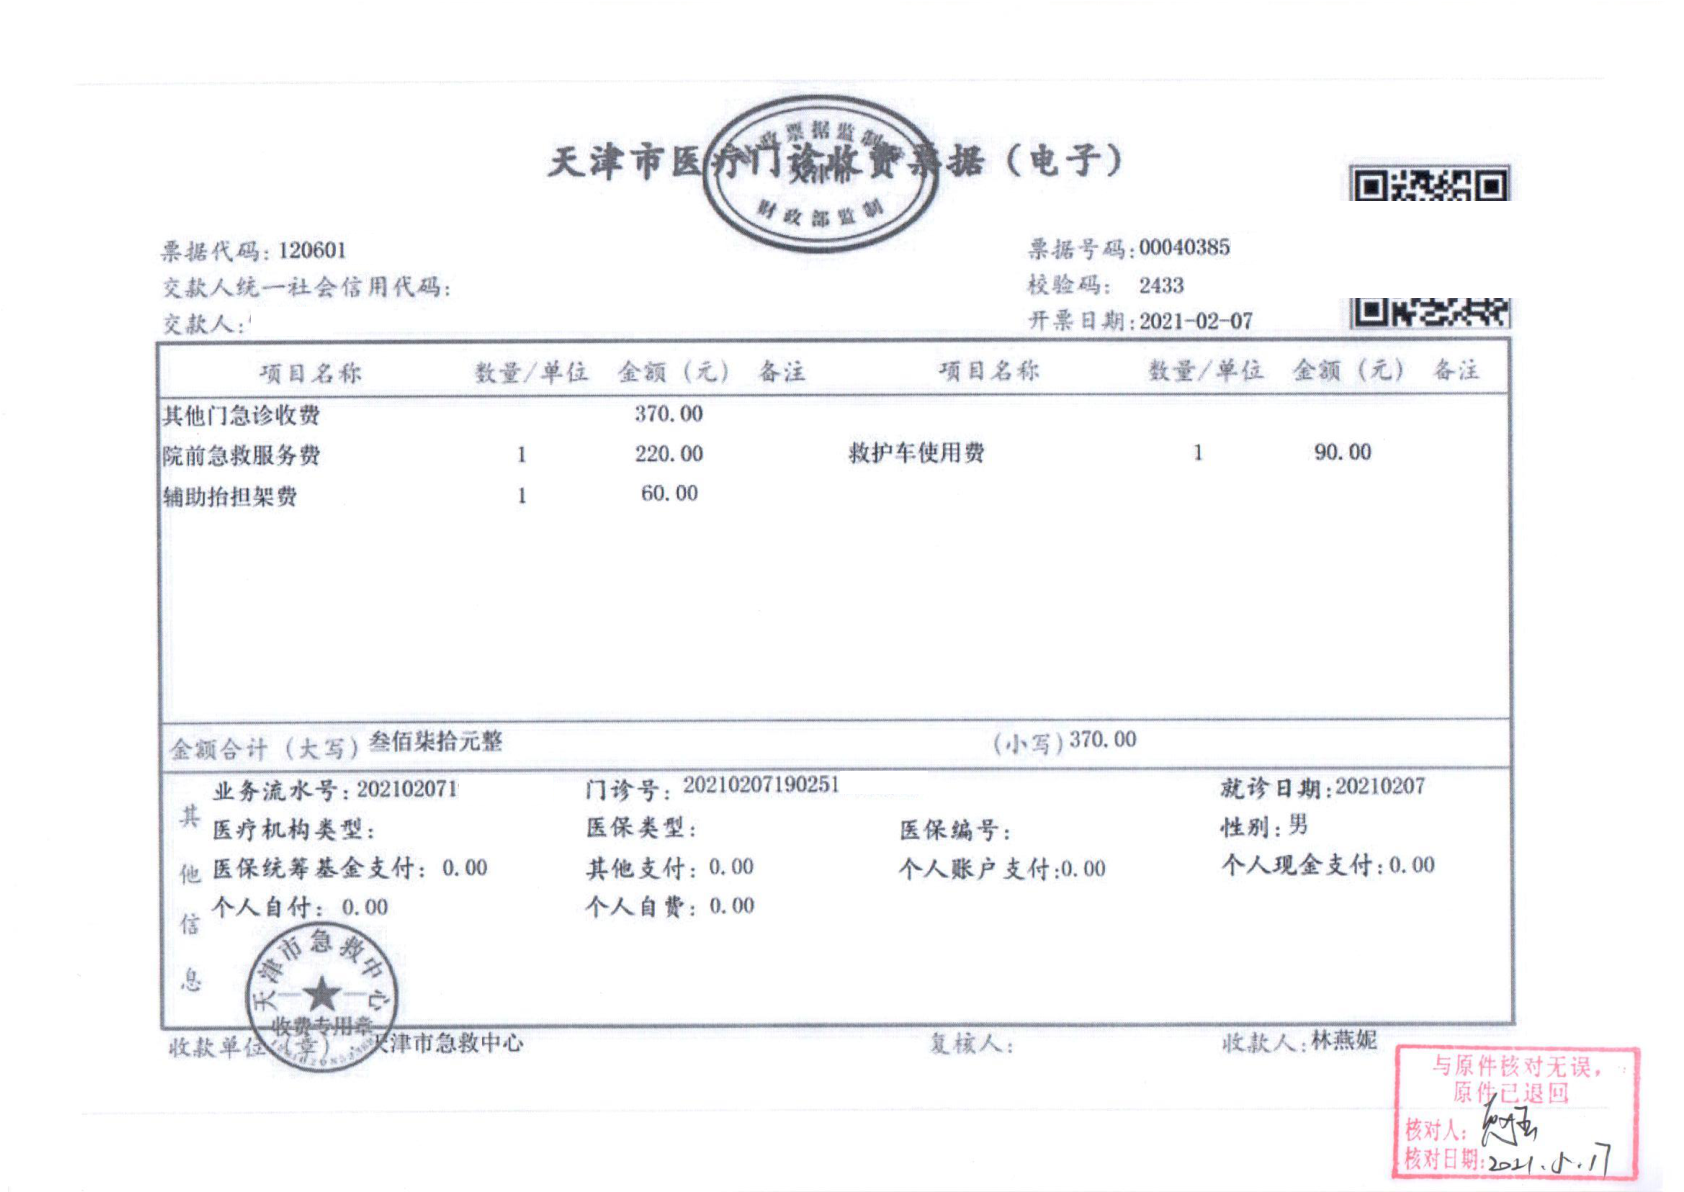 天津市医疗门诊收费票据（电子）
财政票据监制章
天津市
财政部监制
票据代码: 120601
票据号码:00040385
交款人统一社会信用代码:
校验码: 2433
交款人:
开票日期:2021-02-07
项目名称 数量/单位 金额（元） 备注 项目名称 数量/单位 金额（元） 备注
其他门急诊收费 370.00
院前急救服务费 1 220.00 救护车使用费 1 90.00
辅助抬担架费 1 60.00
金额合计（大写）叁佰柒拾元整 （小写）370.00
其他信息
业务流水号:202102071 门诊号: 20210207190251 就诊日期:20210207
医疗机构类型: 医保类型: 医保编号: 性别:男
医保统筹基金支付: 0.00 其他支付: 0.00 个人账户支付:0.00 个人现金支付:0.00
个人自付: 0.00 个人自费: 0.00
天津市急救中心
收费专用章
收款单位（章）:天津市急救中心 复核人: 收款人:林燕妮
与原件核对无误，
原件已退回
核对人:
核对日期:2021.5.17